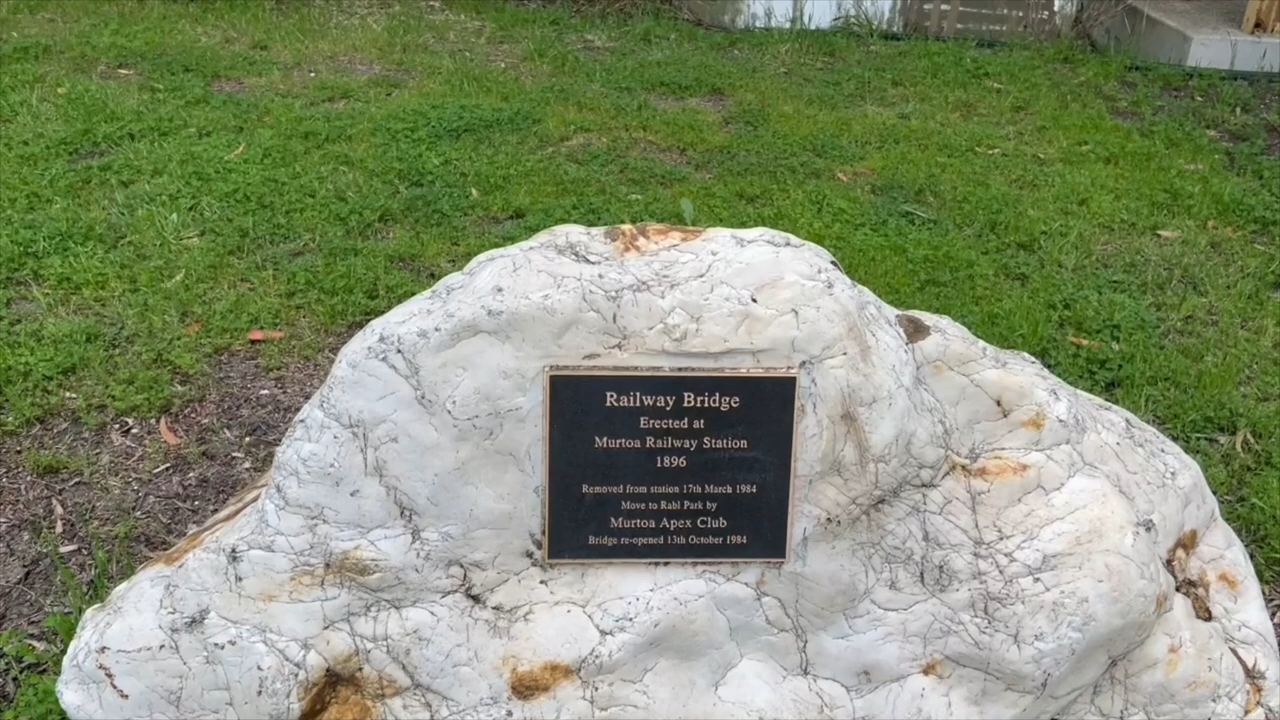 Railway Bridge
Erected at
Murtoa Railway Station
1896
Removed from station 17th March 1984
Move to Rabl Park by
Murtoa Apex Club
Bridge re-opened 13th October 1984